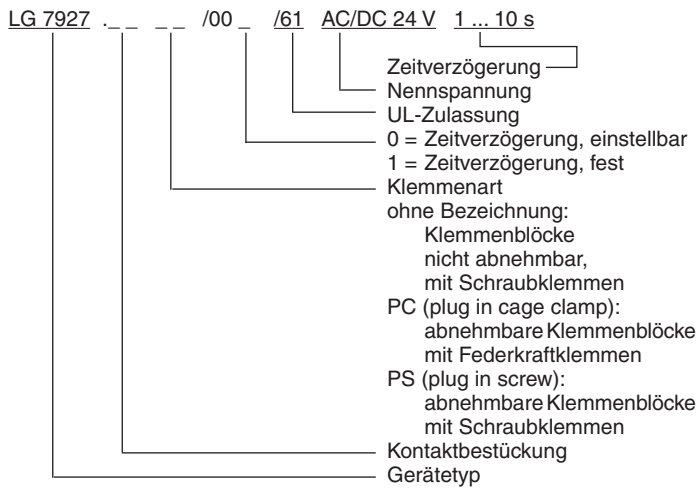 LG 7927 ._ _ _ _ /00 _ /61 AC/DC 24 V 1 ... 10 s
Zeitverzögerung
Nennspannung
UL-Zulassung
0 = Zeitverzögerung, einstellbar
1 = Zeitverzögerung, fest
Klemmenart
ohne Bezeichnung:
Klemmenblöcke
nicht abnehmbar,
mit Schraubklemmen
PC (plug in cage clamp):
abnehmbare Klemmenblöcke
mit Federkraftklemmen
PS (plug in screw):
abnehmbare Klemmenblöcke
mit Schraubklemmen
Kontaktbestückung
Gerätetyp